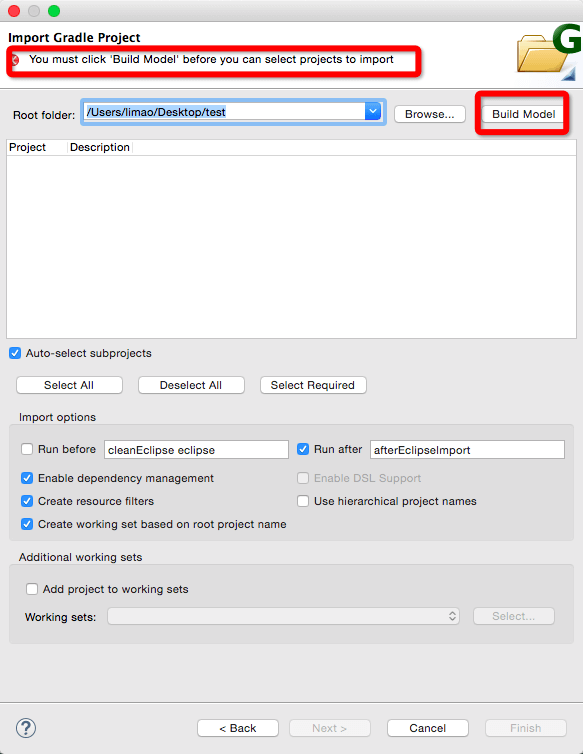 Import Gradle Project
You must click 'Build Model' before you can select projects to import
G
Root folder: /Users/limao/Desktop/test Browse... Build Model
Project Description
Auto-select subprojects
Select All Deselect All Select Required
Import options
Run before cleanEclipse eclipse Run after afterEclipseImport
Enable dependency management Enable DSL Support
Create resource filters Use hierarchical project names
Create working set based on root project name
Additional working sets
Add project to working sets
Working sets: Select...
? < Back Next > Cancel Finish